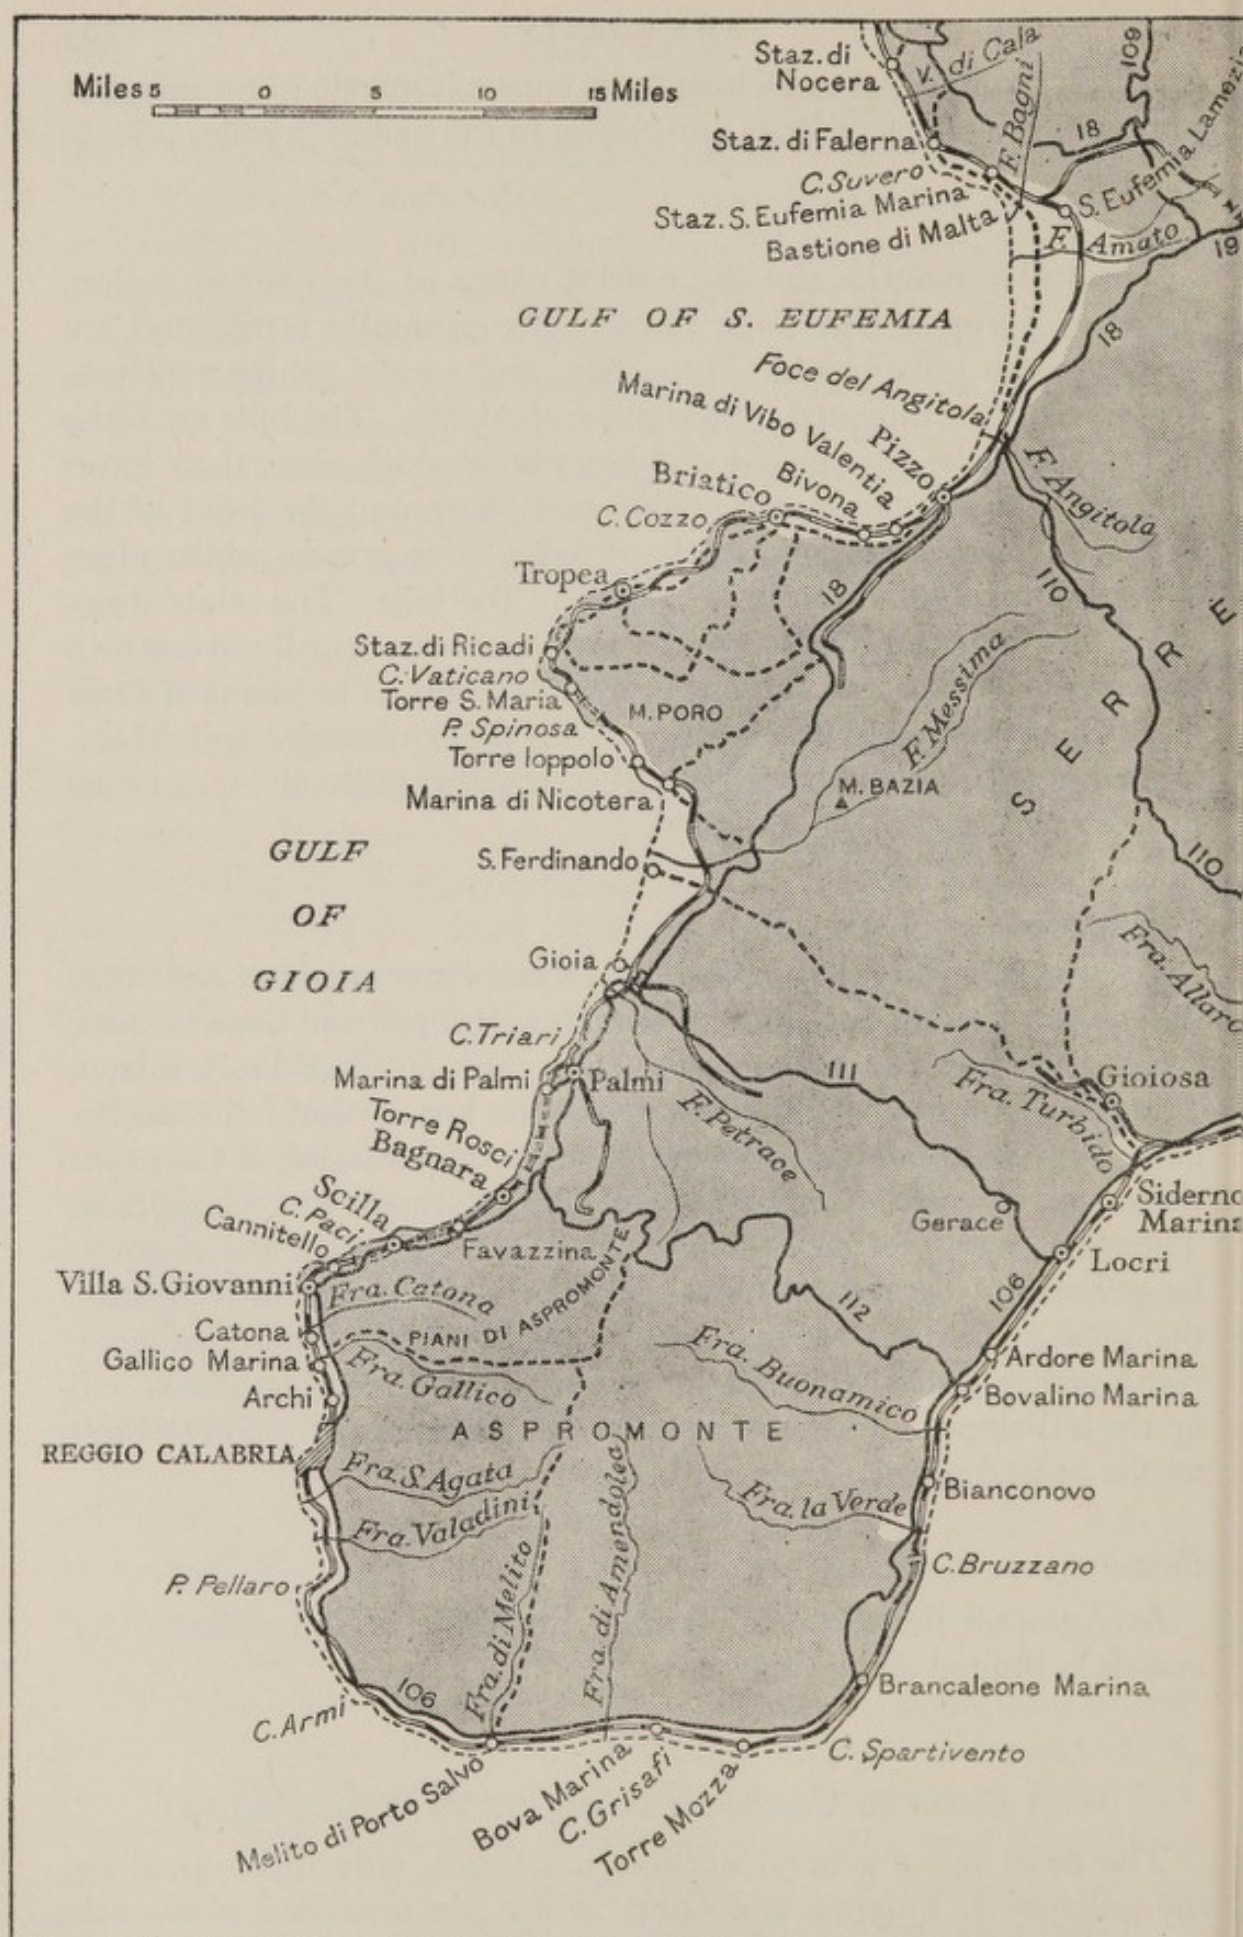 Miles 5 0 5 10 15 Miles
Staz. di
Nocera
V. di Cala
109
F. Bagni
Staz. di Falerna
18
C. Suvero
Staz. S. Eufemia Marina
Bastione di Malta
S. Eufemia Lamezia
F. Amato
19
GULF OF S. EUFEMIA
18
Foce del Angitola
Marina di Vibo Valentia
Pizzo
Bivona
Briatico
C. Cozzo
F. Angitola
Tropea
18
110
Staz. di Ricadi
C. Vaticano
Torre S. Maria
P. Spinosa
M. PORO
F. Messima
SERRE
Torre Ioppolo
Marina di Nicotera
M. BAZIA
GULF
OF
GIOIA
S. Ferdinando
110
Gioia
Fra. Allaro
C. Triari
Marina di Palmi
Palmi
111
Gioiosa
Fra. Turbido
F. Petrace
Torre Rosci
Bagnara
Scilla
C. Paci
Cannitello
Favazzina
Gerace
Siderno
Marina
Locri
Villa S. Giovanni
Fra. Catona
PIANI DI ASPROMONTE
106
112
Catona
Gallico Marina
Fra. Gallico
Fra. Buonamico
Ardore Marina
Archi
Bovalino Marina
ASPROMONTE
REGGIO CALABRIA
Fra. S. Agata
Fra. Valadini
Fra. la Verde
Bianconovo
P. Pellaro
Fra. di Melito
Fra. di Amendolea
C. Bruzzano
106
C. Armi
Brancaleone Marina
C. Spartivento
Melito di Porto Salvo
Bova Marina
C. Grisafi
Torre Mozza